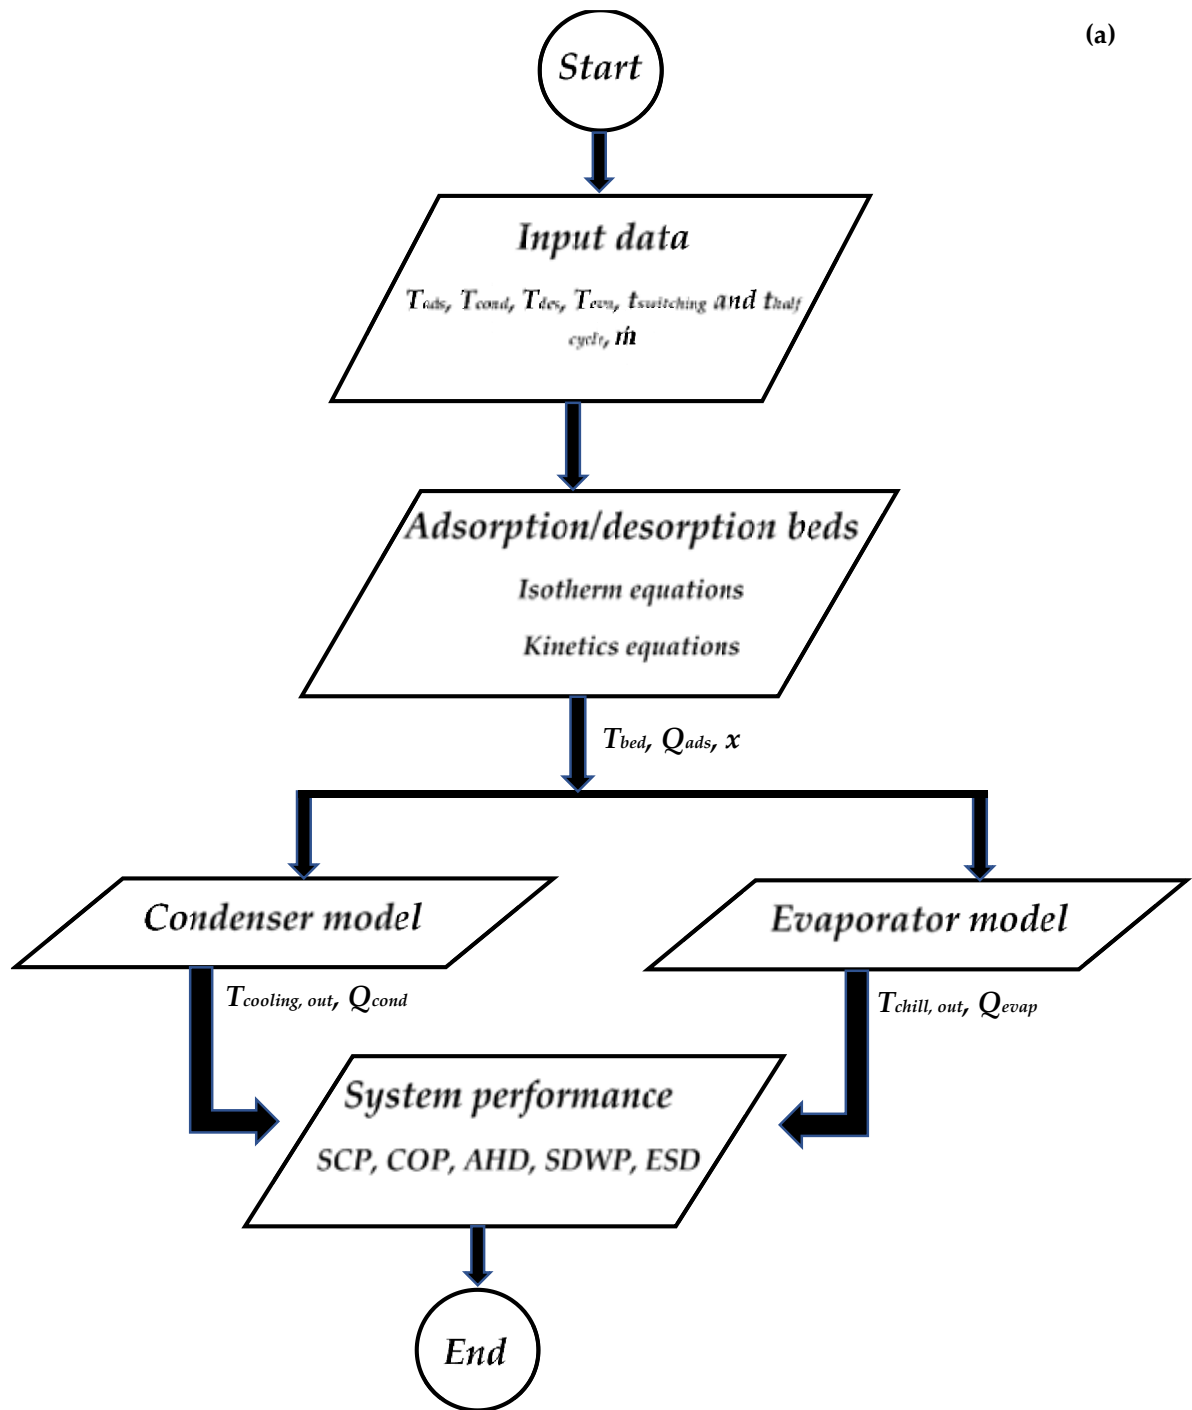 (a)
Start
Input data
Tads, Tcond, Tdes, Teva, tswitching and thalf
cycle, ṁ
Adsorption/desorption beds
Isotherm equations
Kinetics equations
Tbed, Qads, x
Condenser model
Evaporator model
Tcooling, out, Qcond
Tchill, out, Qevap
System performance
SCP, COP, AHD, SDWP, ESD
End